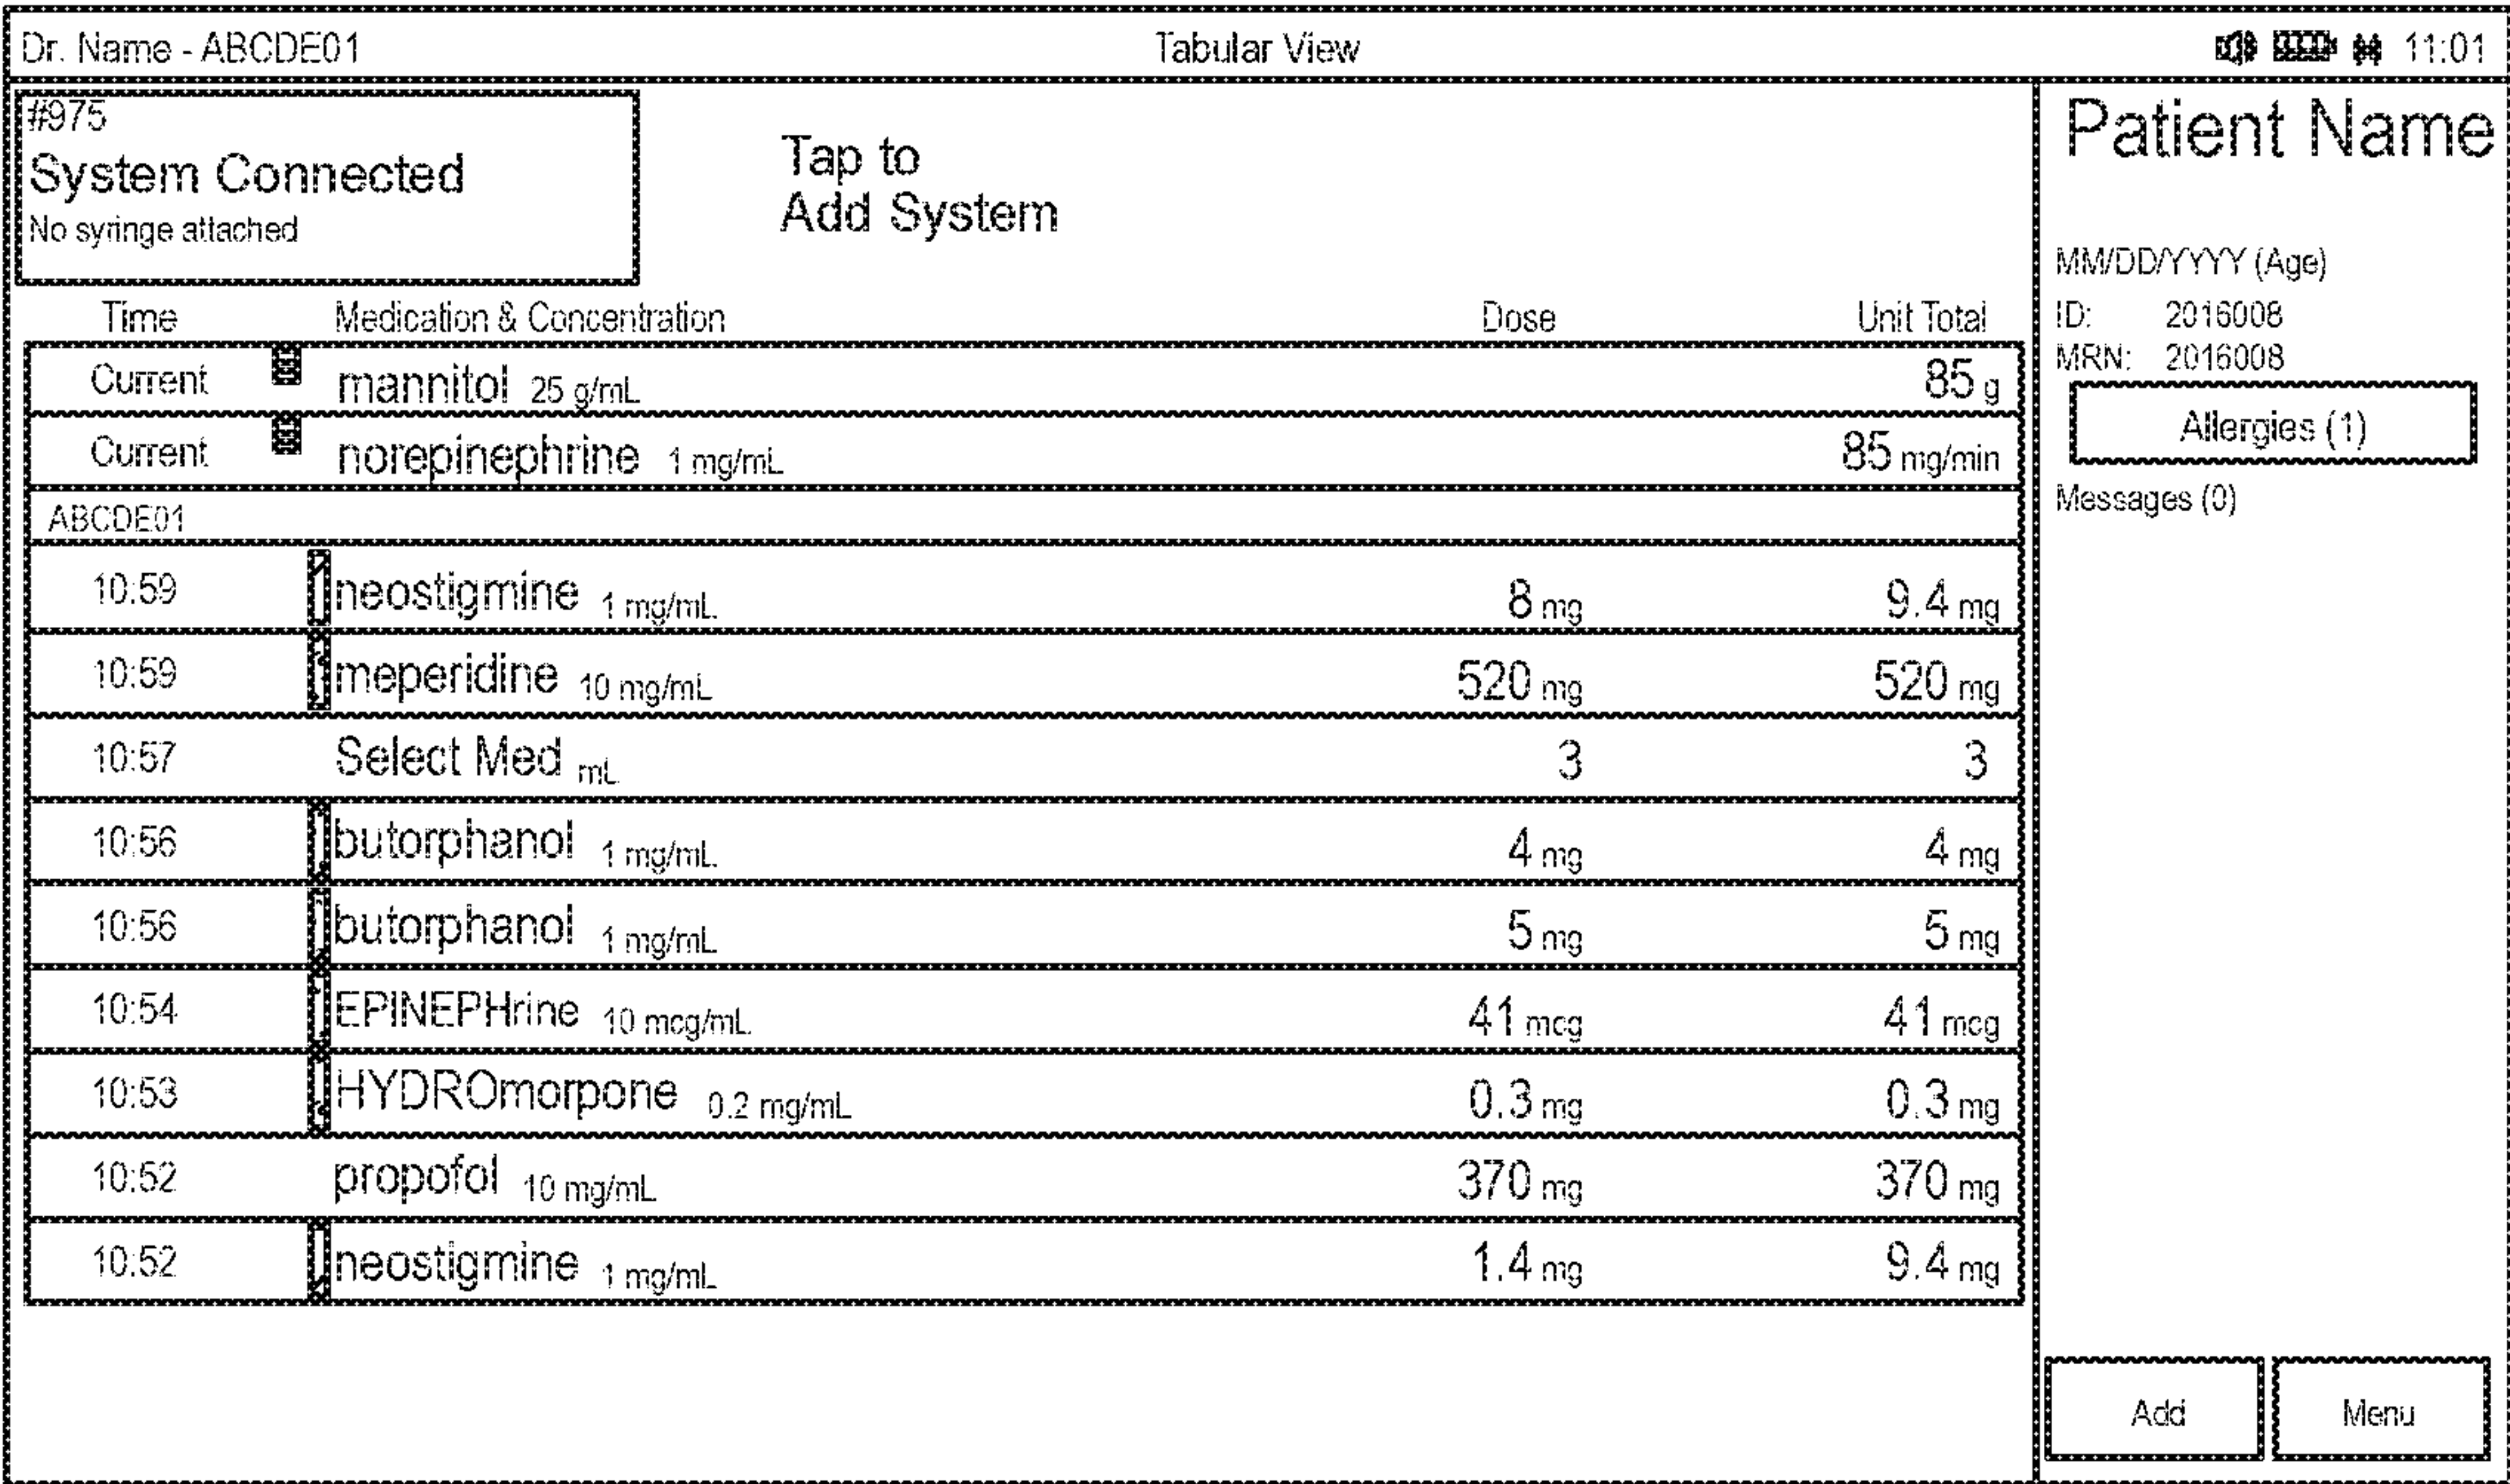 Dr. Name - ABCDE01 Tabular View 11:01
#975
System Connected
No syringe attached
Tap to
Add System
Time Medication & Concentration Dose Unit Total
Current mannitol 25 g/mL 85 g
Current norepinephrine 1 mg/mL 85 mg/min
ABCDE01
10:59 neostigmine 1 mg/mL 8 mg 9.4 mg
10:59 meperidine 10 mg/mL 520 mg 520 mg
10:57 Select Med mL 3 3
10:56 butorphanol 1 mg/mL 4 mg 4 mg
10:56 butorphanol 1 mg/mL 5 mg 5 mg
10:54 EPINEPHrine 10 mcg/mL 41 mcg 41 mcg
10:53 HYDROmorpone 0.2 mg/mL 0.3 mg 0.3 mg
10:52 propofol 10 mg/mL 370 mg 370 mg
10:52 neostigmine 1 mg/mL 1.4 mg 9.4 mg
Patient Name
MM/DD/YYYY (Age)
ID: 2016008
MRN: 2016008
Allergies (1)
Messages (0)
Add Menu